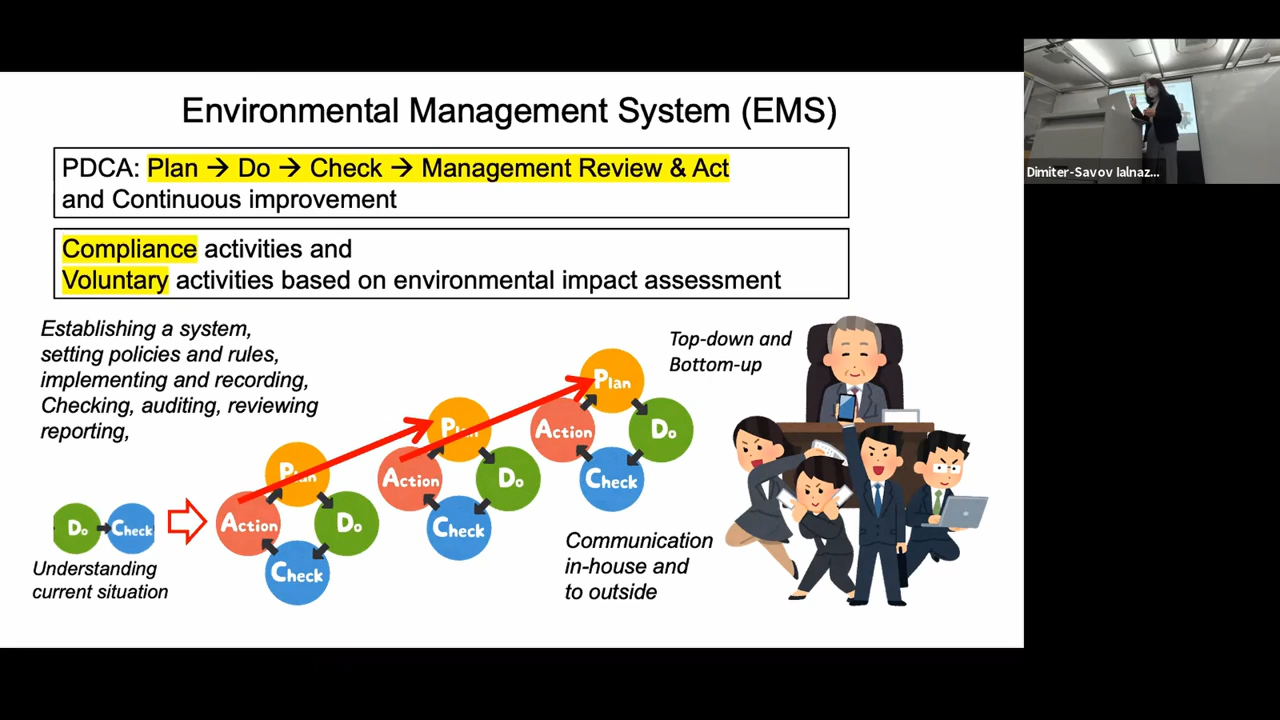 Environmental Management System (EMS)
PDCA: Plan → Do → Check → Management Review & Act
and Continuous improvement
Compliance activities and
Voluntary activities based on environmental impact assessment
Establishing a system,
setting policies and rules,
implementing and recording,
Checking, auditing, reviewing
reporting,
Top-down and
Bottom-up
Do
Check
Understanding
current situation
Plan
Do
Check
Action
Plan
Do
Check
Action
Plan
Do
Check
Action
Communication
in-house and
to outside
Dimiter-Savov Ialnaz...